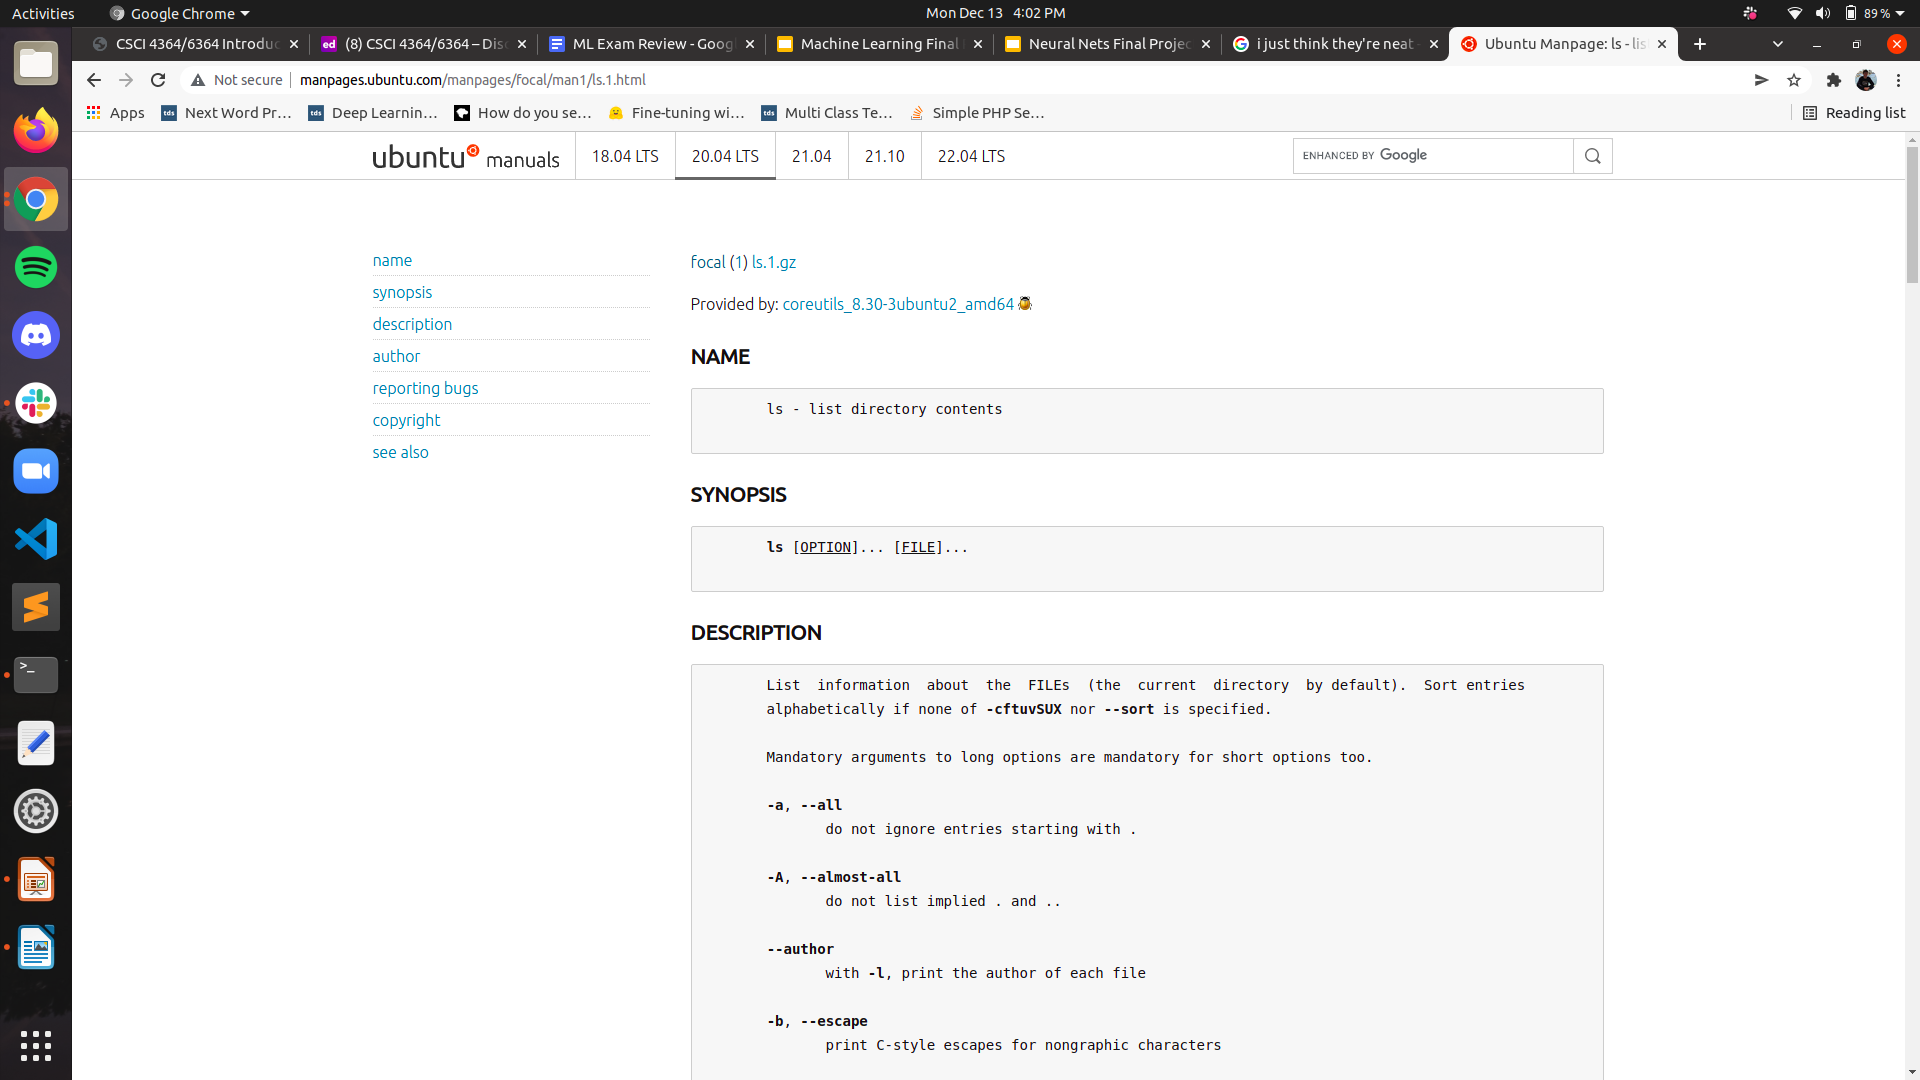 Activities Google Chrome Mon Dec 13 4:02 PM 89 %
CSCI 4364/6364 Introduc (8) CSCI 4364/6364 – Disc ML Exam Review - Goog Machine Learning Final Neural Nets Final Projec i just think they're neat Ubuntu Manpage: ls - lis
Not secure manpages.ubuntu.com/manpages/focal/man1/ls.1.html
Apps Next Word Pr... Deep Learnin... How do you se... Fine-tuning wi... Multi Class Te... Simple PHP Se... Reading list
ubuntu manuals 18.04 LTS 20.04 LTS 21.04 21.10 22.04 LTS ENHANCED BY Google
name
synopsis
description
author
reporting bugs
copyright
see also
focal (1) ls.1.gz
Provided by: coreutils_8.30-3ubuntu2_amd64
NAME
ls - list directory contents
SYNOPSIS
ls [OPTION]... [FILE]...
DESCRIPTION
List information about the FILEs (the current directory by default). Sort entries
alphabetically if none of -cftuvSUX nor --sort is specified.
Mandatory arguments to long options are mandatory for short options too.
-a, --all
do not ignore entries starting with .
-A, --almost-all
do not list implied . and ..
--author
with -l, print the author of each file
-b, --escape
print C-style escapes for nongraphic characters